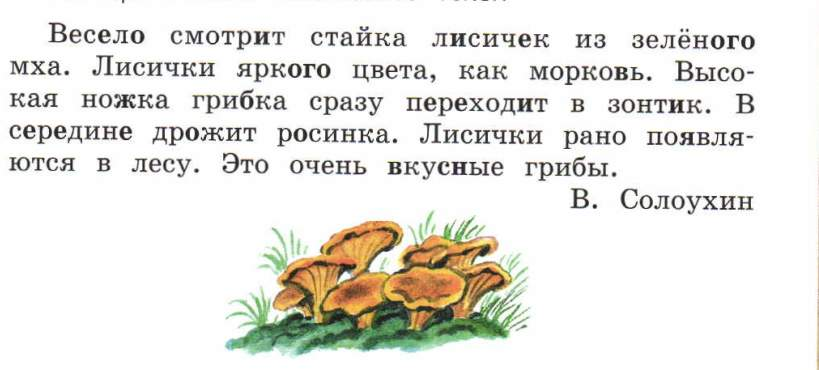 Весело смотрит стайка лисичек из зелёного
мха. Лисички яркого цвета, как морковь. Высо-
кая ножка грибка сразу переходит в зонтик. В
середине дрожит росинка. Лисички рано появля-
ются в лесу. Это очень вкусные грибы.
В. Солоухин